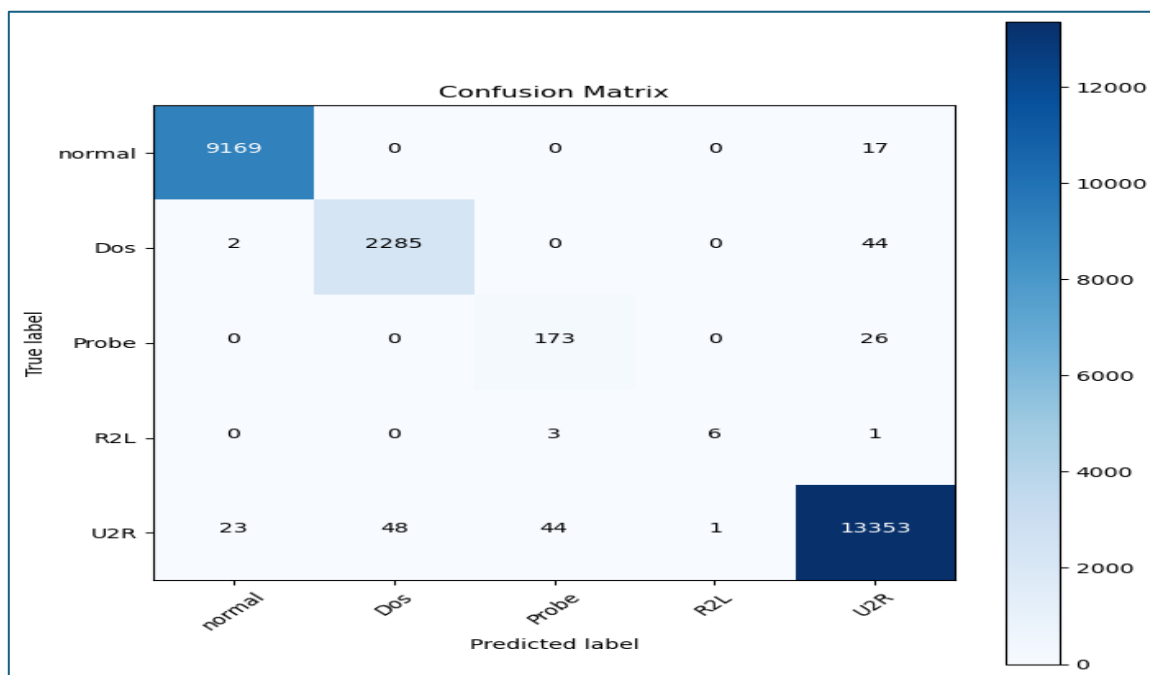 Confusion Matrix
normal 9169 0 0 0 17
Dos 2 2285 0 0 44
Probe 0 0 173 0 26
R2L 0 0 3 6 1
U2R 23 48 44 1 13353
normal Dos Probe R2L U2R
Predicted label
True label
12000
10000
8000
6000
4000
2000
0